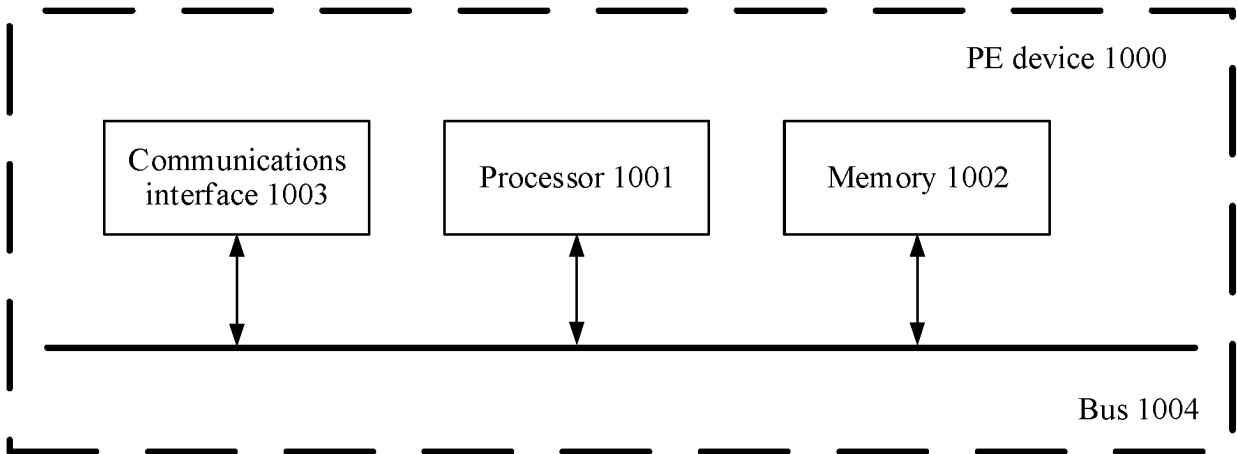 PE device 1000
Communications
interface 1003
Processor 1001
Memory 1002
Bus 1004